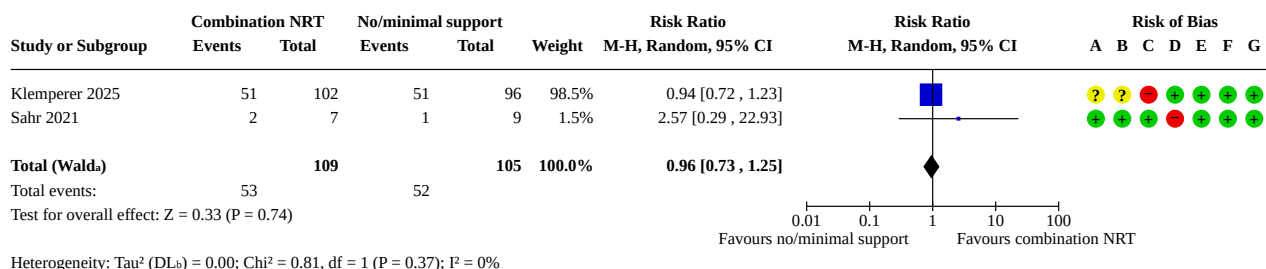 Combination NRT No/minimal support Risk Ratio Risk Ratio Risk of Bias
Study or Subgroup Events Total Events Total Weight M-H, Random, 95% CI M-H, Random, 95% CI A B C D E F G
Klemperer 2025 51 102 51 96 98.5% 0.94 [0.72 , 1.23] ? ? − + + + +
Sahr 2021 2 7 1 9 1.5% 2.57 [0.29 , 22.93] + + + − + + +
Total (Waldₐ) 109 105 100.0% 0.96 [0.73 , 1.25]
Total events: 53 52
Test for overall effect: Z = 0.33 (P = 0.74)
0.01 0.1 1 10 100
Favours no/minimal support Favours combination NRT
Heterogeneity: Tau² (DLb) = 0.00; Chi² = 0.81, df = 1 (P = 0.37); I² = 0%